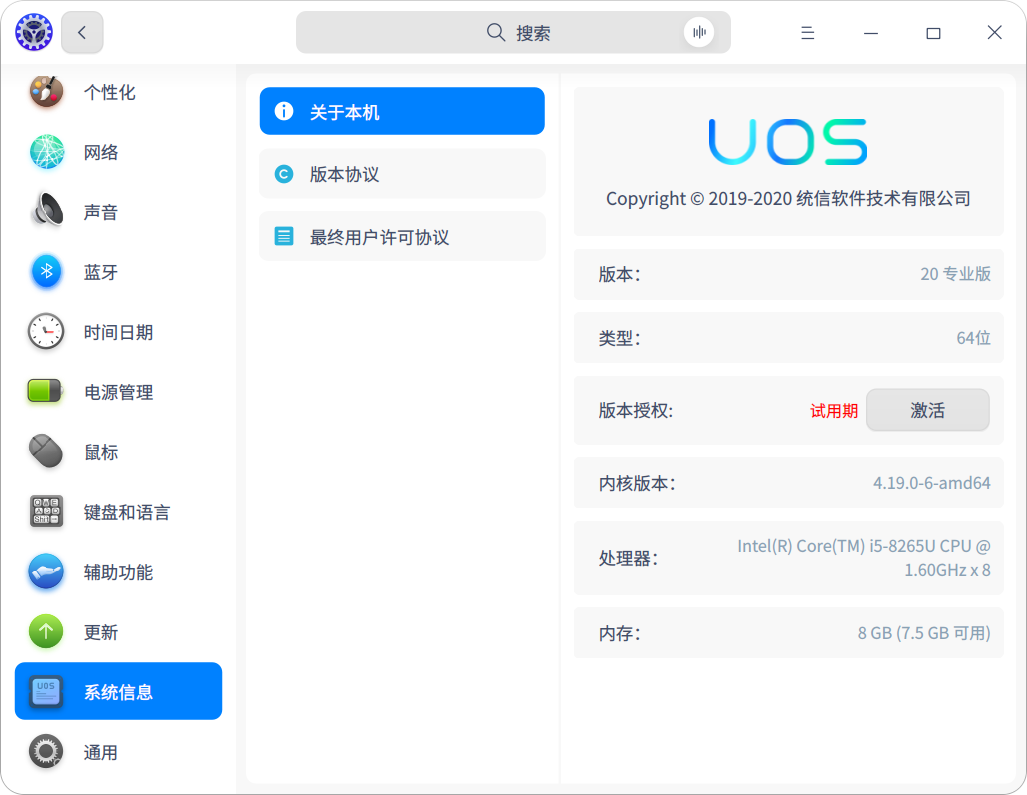 搜索
个性化
网络
声音
蓝牙
时间日期
电源管理
鼠标
键盘和语言
辅助功能
更新
系统信息
通用
关于本机
版本协议
最终用户许可协议
UOS
Copyright © 2019-2020 统信软件技术有限公司
版本： 20 专业版
类型： 64位
版本授权: 试用期 激活
内核版本： 4.19.0-6-amd64
处理器： Intel(R) Core(TM) i5-8265U CPU @
1.60GHz x 8
内存： 8 GB (7.5 GB 可用)